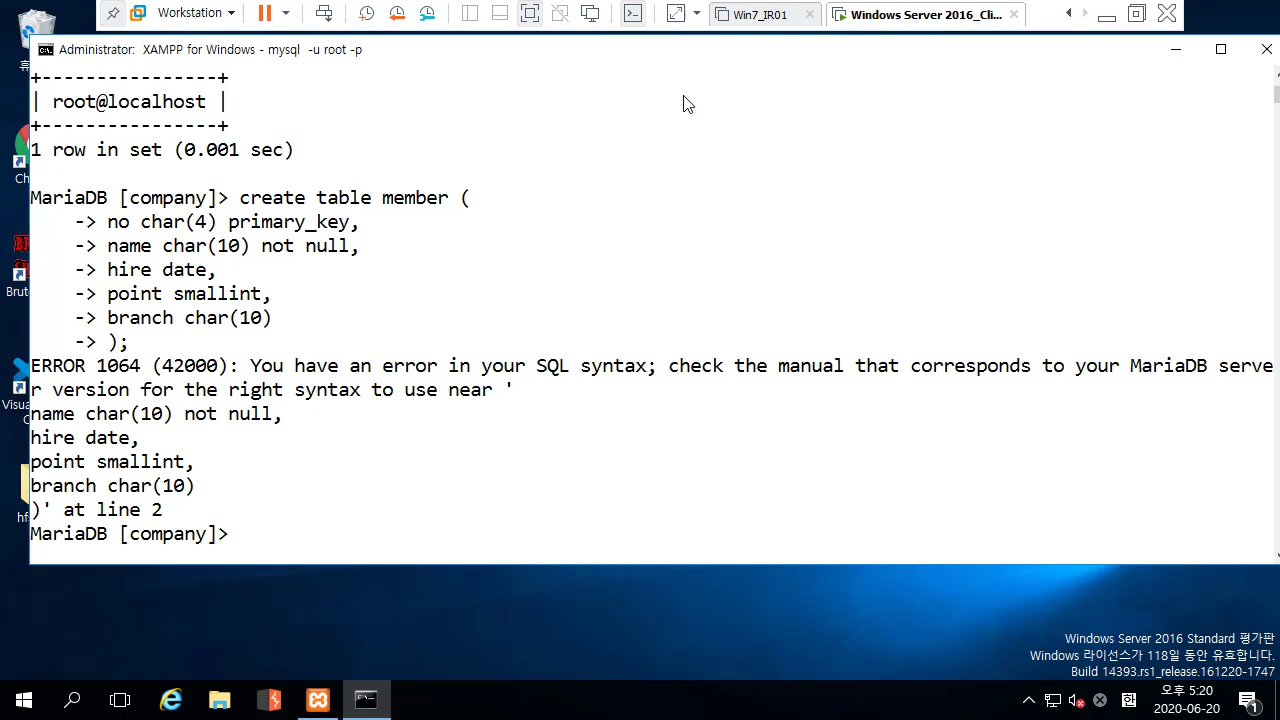 Workstation
Win7_IR01
Windows Server 2016_Cli...
Administrator:  XAMPP for Windows - mysql  -u root -p
+----------------+
| root@localhost |
+----------------+
1 row in set (0.001 sec)
MariaDB [company]> create table member (
    -> no char(4) primary_key,
    -> name char(10) not null,
    -> hire date,
    -> point smallint,
    -> branch char(10)
    -> );
ERROR 1064 (42000): You have an error in your SQL syntax; check the manual that corresponds to your MariaDB serve
r version for the right syntax to use near '
name char(10) not null,
hire date,
point smallint,
branch char(10)
)' at line 2
MariaDB [company]>
Ch
Brute
Visua
hf
Windows Server 2016 Standard 평가판
Windows 라이선스가 118일 동안 유효합니다.
Build 14393.rs1_release.161220-1747
한
오후 5:20
2020-06-20
1